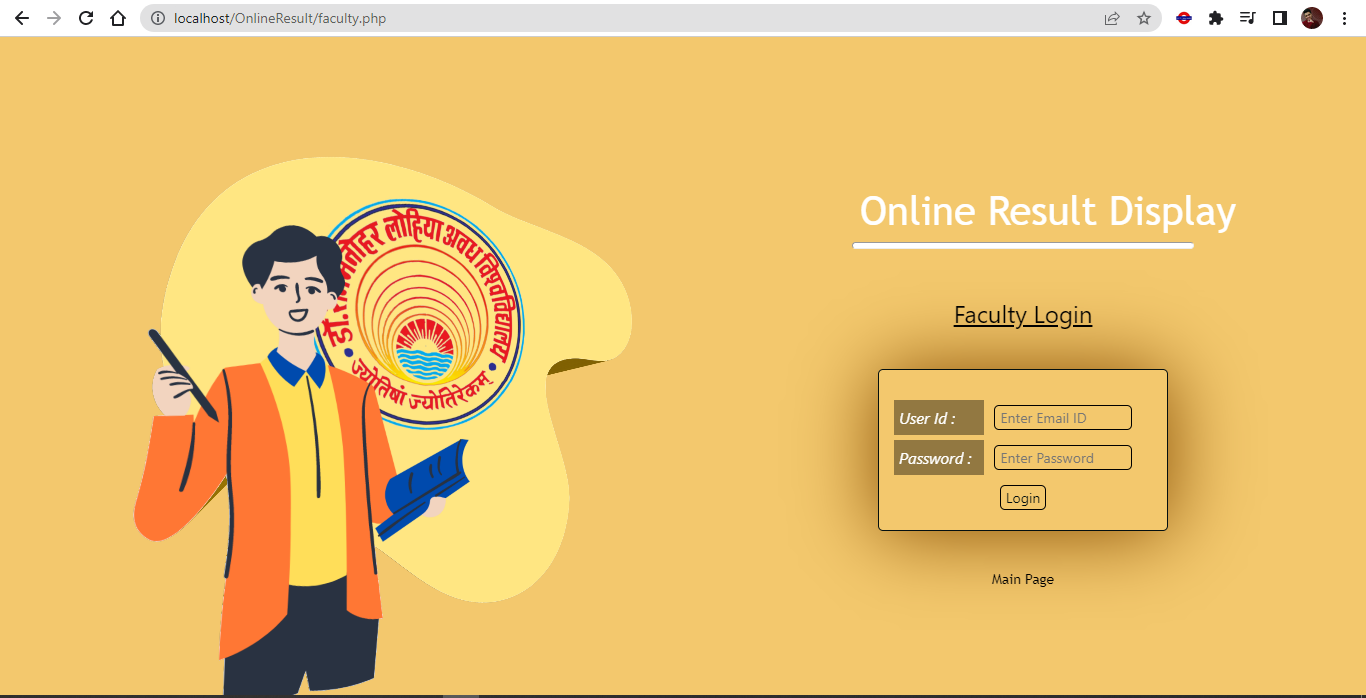 localhost/OnlineResult/faculty.php
Online Result Display
Faculty Login
User Id :
Enter Email ID
Password :
Enter Password
Login
Main Page
मनोहर लोहिया अवध विश्वविद्यालय
ज्योतिषां ज्योतिरेकम्